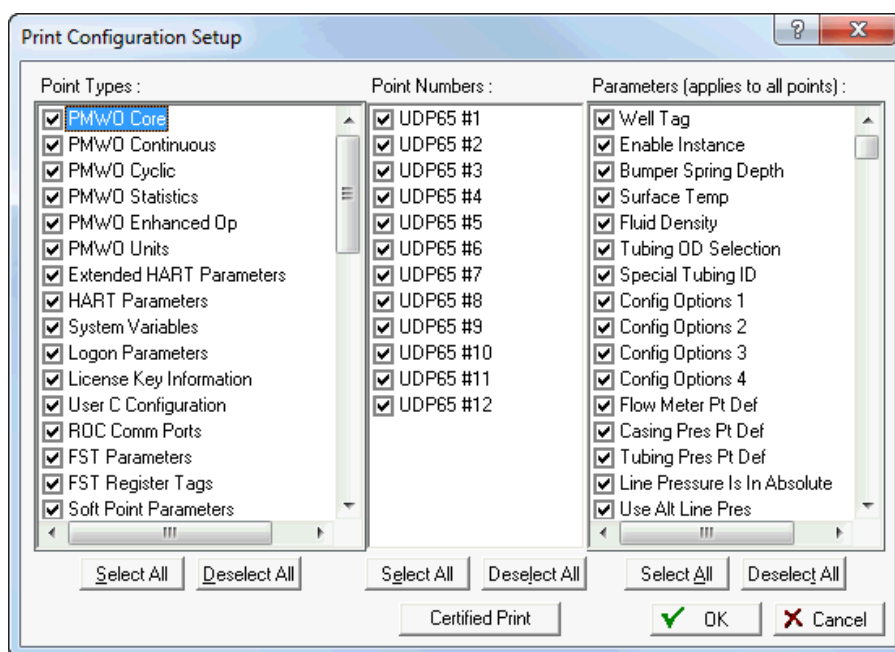 Print Configuration Setup
Point Types :
PMWO Core
PMWO Continuous
PMWO Cyclic
PMWO Statistics
PMWO Enhanced Op
PMWO Units
Extended HART Parameters
HART Parameters
System Variables
Logon Parameters
License Key Information
User C Configuration
ROC Comm Ports
FST Parameters
FST Register Tags
Soft Point Parameters
Select All
Deselect All
Point Numbers :
UDP65 #1
UDP65 #2
UDP65 #3
UDP65 #4
UDP65 #5
UDP65 #6
UDP65 #7
UDP65 #8
UDP65 #9
UDP65 #10
UDP65 #11
UDP65 #12
Select All
Deselect All
Parameters (applies to all points) :
Well Tag
Enable Instance
Bumper Spring Depth
Surface Temp
Fluid Density
Tubing OD Selection
Special Tubing ID
Config Options 1
Config Options 2
Config Options 3
Config Options 4
Flow Meter Pt Def
Casing Pres Pt Def
Tubing Pres Pt Def
Line Pressure Is In Absolute
Use Alt Line Pres
Select All
Deselect All
Certified Print
OK
Cancel